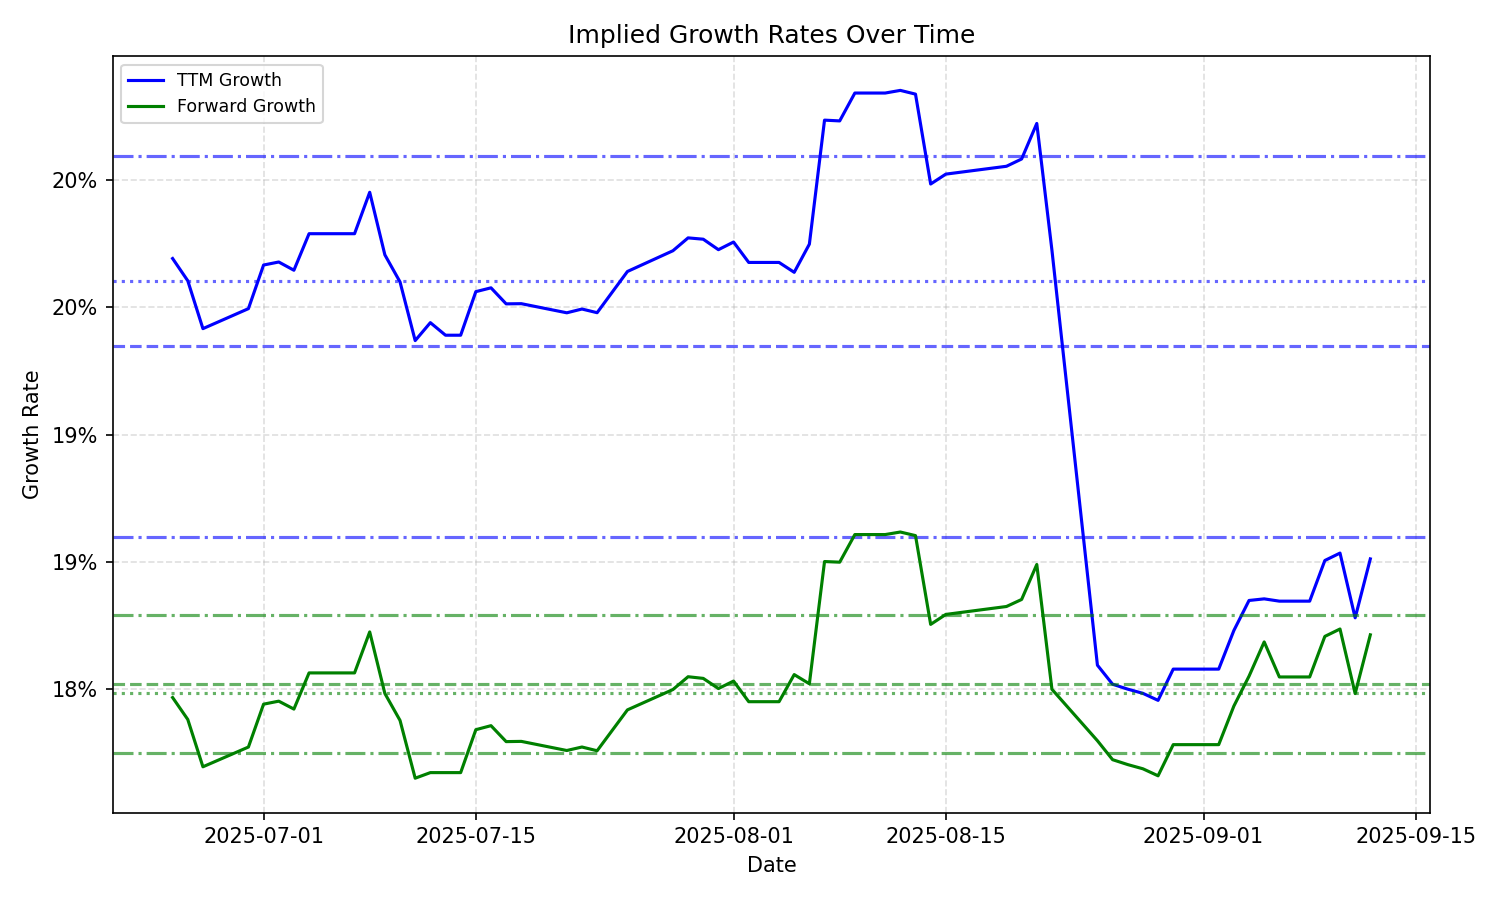 Implied Growth Rates Over Time
TTM Growth
Forward Growth
20%
20%
19%
19%
18%
Growth Rate
2025-07-01
2025-07-15
2025-08-01
2025-08-15
2025-09-01
2025-09-15
Date